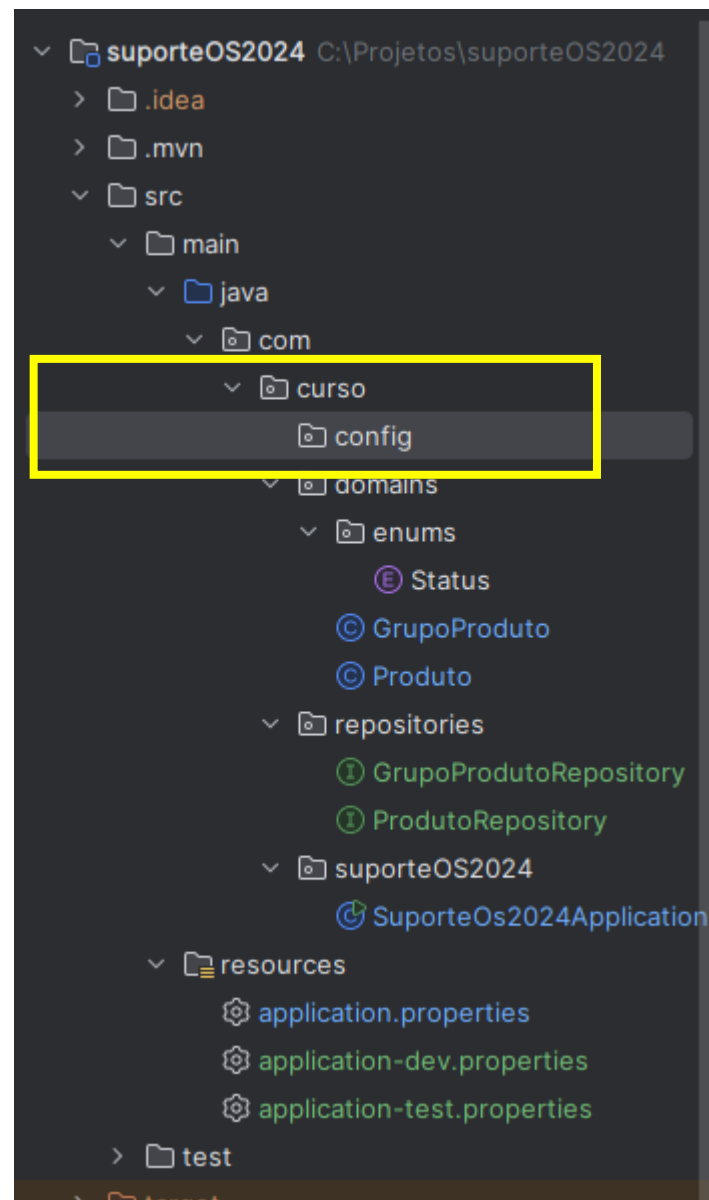 suporteOS2024 C:\Projetos\suporteOS2024
.idea
.mvn
src
main
java
com
curso
config
domains
enums
Status
GrupoProduto
Produto
repositories
GrupoProdutoRepository
ProdutoRepository
suporteOS2024
SuporteOs2024Application
resources
application.properties
application-dev.properties
application-test.properties
test